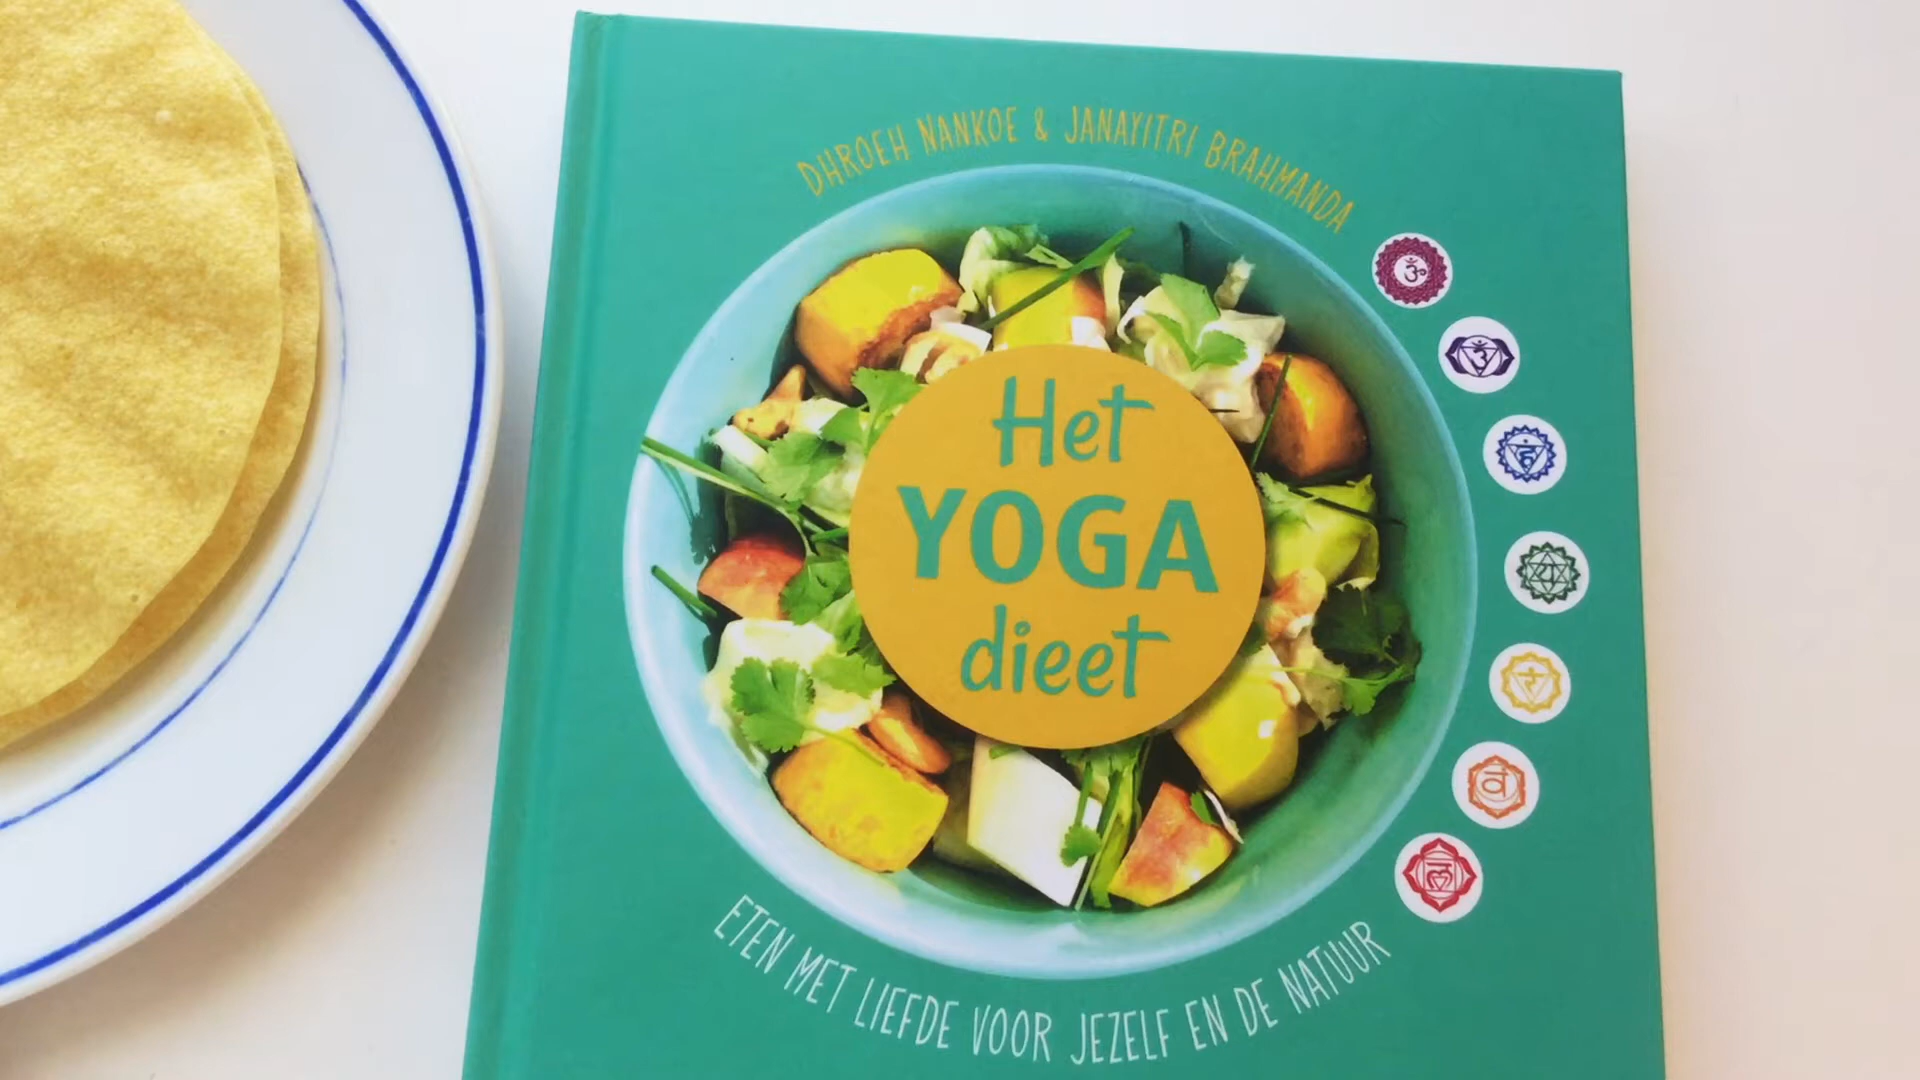 DHROEH NANKOE & JANAYITRI BRAHMANDA
Het
YOGA
dieet
ETEN MET LIEFDE VOOR JEZELF EN DE NATUUR
ॐ
ॐ
हं
यं
रं
वं
लं